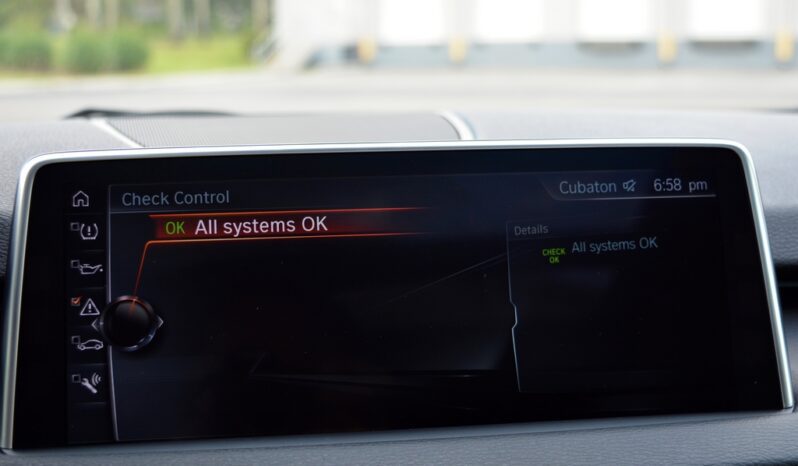 Check Control
Cubaton 6:58 pm
OK All systems OK
Details
CHECK OK All systems OK